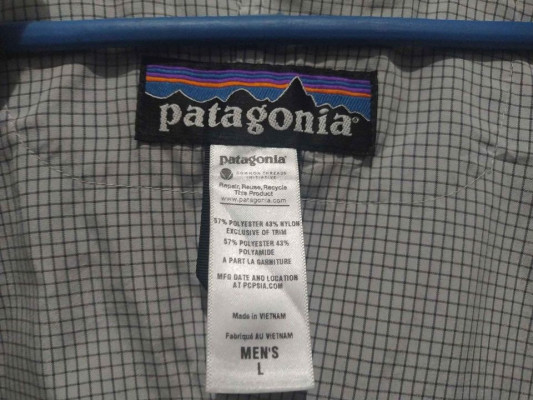 patagonia®
patagonia®
COMMON THREADS
INITIATIVE
Repair, Reuse, Recycle
This Product
www.patagonia.com
57% POLYESTER 43% NYLON
EXCLUSIVE OF TRIM
57% POLYESTER 43%
POLYAMIDE
A PART LA GARNITURE
MFG DATE AND LOCATION
AT PCPSIA.COM
Made in VIETNAM
Fabriqué AU VIETNAM
MEN'S
L